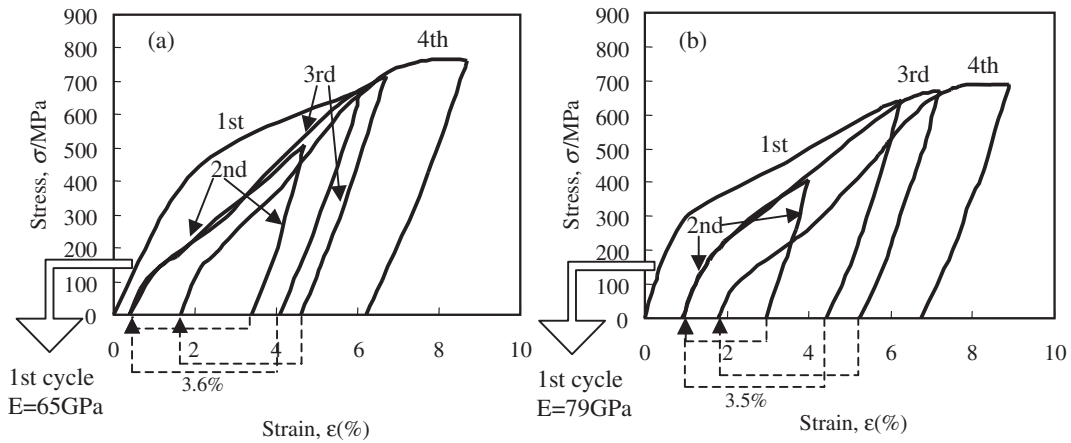 (a)
900
800
700
600
500
400
300
200
100
0
Stress, σ/MPa
1st
2nd
3rd
4th
0 2 4 6 8 10
3.6%
1st cycle
E=65GPa
Strain, ε(%)
(b)
900
800
700
600
500
400
300
200
100
0
Stress, σ/MPa
1st
2nd
3rd
4th
0 2 4 6 8 10
3.5%
1st cycle
E=79GPa
Strain, ε(%)